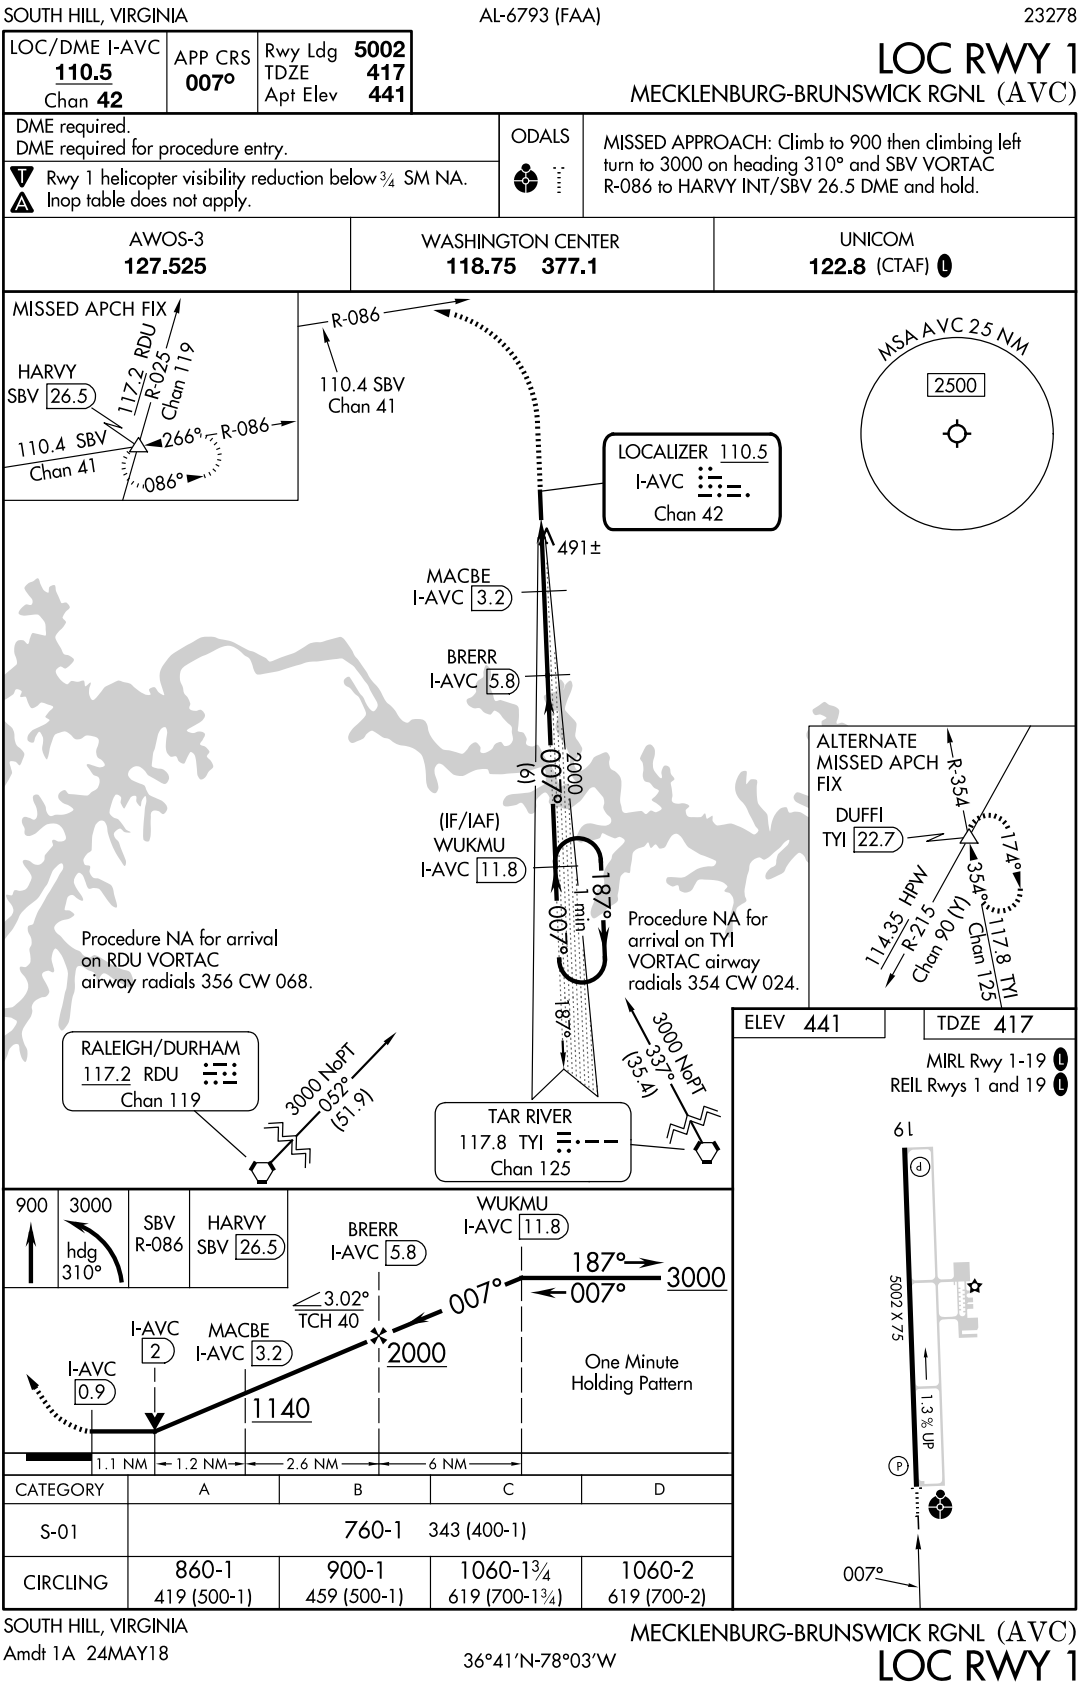 SOUTH HILL, VIRGINIA
AL-6793 (FAA)
23278
LOC/DME I-AVC
110.5
Chan 42
APP CRS
007°
Rwy Ldg 5002
TDZE 417
Apt Elev 441
LOC RWY 1
MECKLENBURG-BRUNSWICK RGNL (AVC)
DME required.
DME required for procedure entry.
T Rwy 1 helicopter visibility reduction below ¾ SM NA.
A Inop table does not apply.
ODALS
MISSED APPROACH: Climb to 900 then climbing left
turn to 3000 on heading 310° and SBV VORTAC
R-086 to HARVY INT/SBV 26.5 DME and hold.
AWOS-3
127.525
WASHINGTON CENTER
118.75 377.1
UNICOM
122.8 (CTAF) L
MISSED APCH FIX
HARVY
SBV 26.5
117.2 RDU
R-025
Chan 119
110.4 SBV
Chan 41
266°
R-086
086°
R-086
110.4 SBV
Chan 41
MSA AVC 25 NM
2500
LOCALIZER 110.5
I-AVC
Chan 42
491±
MACBE
I-AVC 3.2
BRERR
I-AVC 5.8
2000
007°
(6)
(IF/IAF)
WUKMU
I-AVC 11.8
187°
1 min
007°
187°
ALTERNATE
MISSED APCH
FIX
DUFFI
TYI 22.7
R-354
174°
354°
114.35 HPW
R-215
Chan 90 (Y)
117.8 TYI
Chan 125
Procedure NA for arrival
on RDU VORTAC
airway radials 356 CW 068.
Procedure NA for
arrival on TYI
VORTAC airway
radials 354 CW 024.
RALEIGH/DURHAM
117.2 RDU
Chan 119
3000 NoPT
052°
(51.9)
3000 NoPT
337°
(35.4)
TAR RIVER
117.8 TYI
Chan 125
ELEV 441
TDZE 417
MIRL Rwy 1-19 L
REIL Rwys 1 and 19 L
19
P
5002 X 75
1.3% UP
P
007°
900
3000
hdg
310°
SBV
R-086
HARVY
SBV 26.5
BRERR
I-AVC 5.8
WUKMU
I-AVC 11.8
187°
007°
3000
007°
3.02°
TCH 40
2000
I-AVC
2
MACBE
I-AVC 3.2
I-AVC
0.9
1140
One Minute
Holding Pattern
1.1 NM 1.2 NM 2.6 NM 6 NM
CATEGORY A B C D
S-01 760-1 343 (400-1)
CIRCLING
860-1
419 (500-1)
900-1
459 (500-1)
1060-1¾
619 (700-1¾)
1060-2
619 (700-2)
SOUTH HILL, VIRGINIA
Amdt 1A 24MAY18
36°41'N-78°03'W
MECKLENBURG-BRUNSWICK RGNL (AVC)
LOC RWY 1